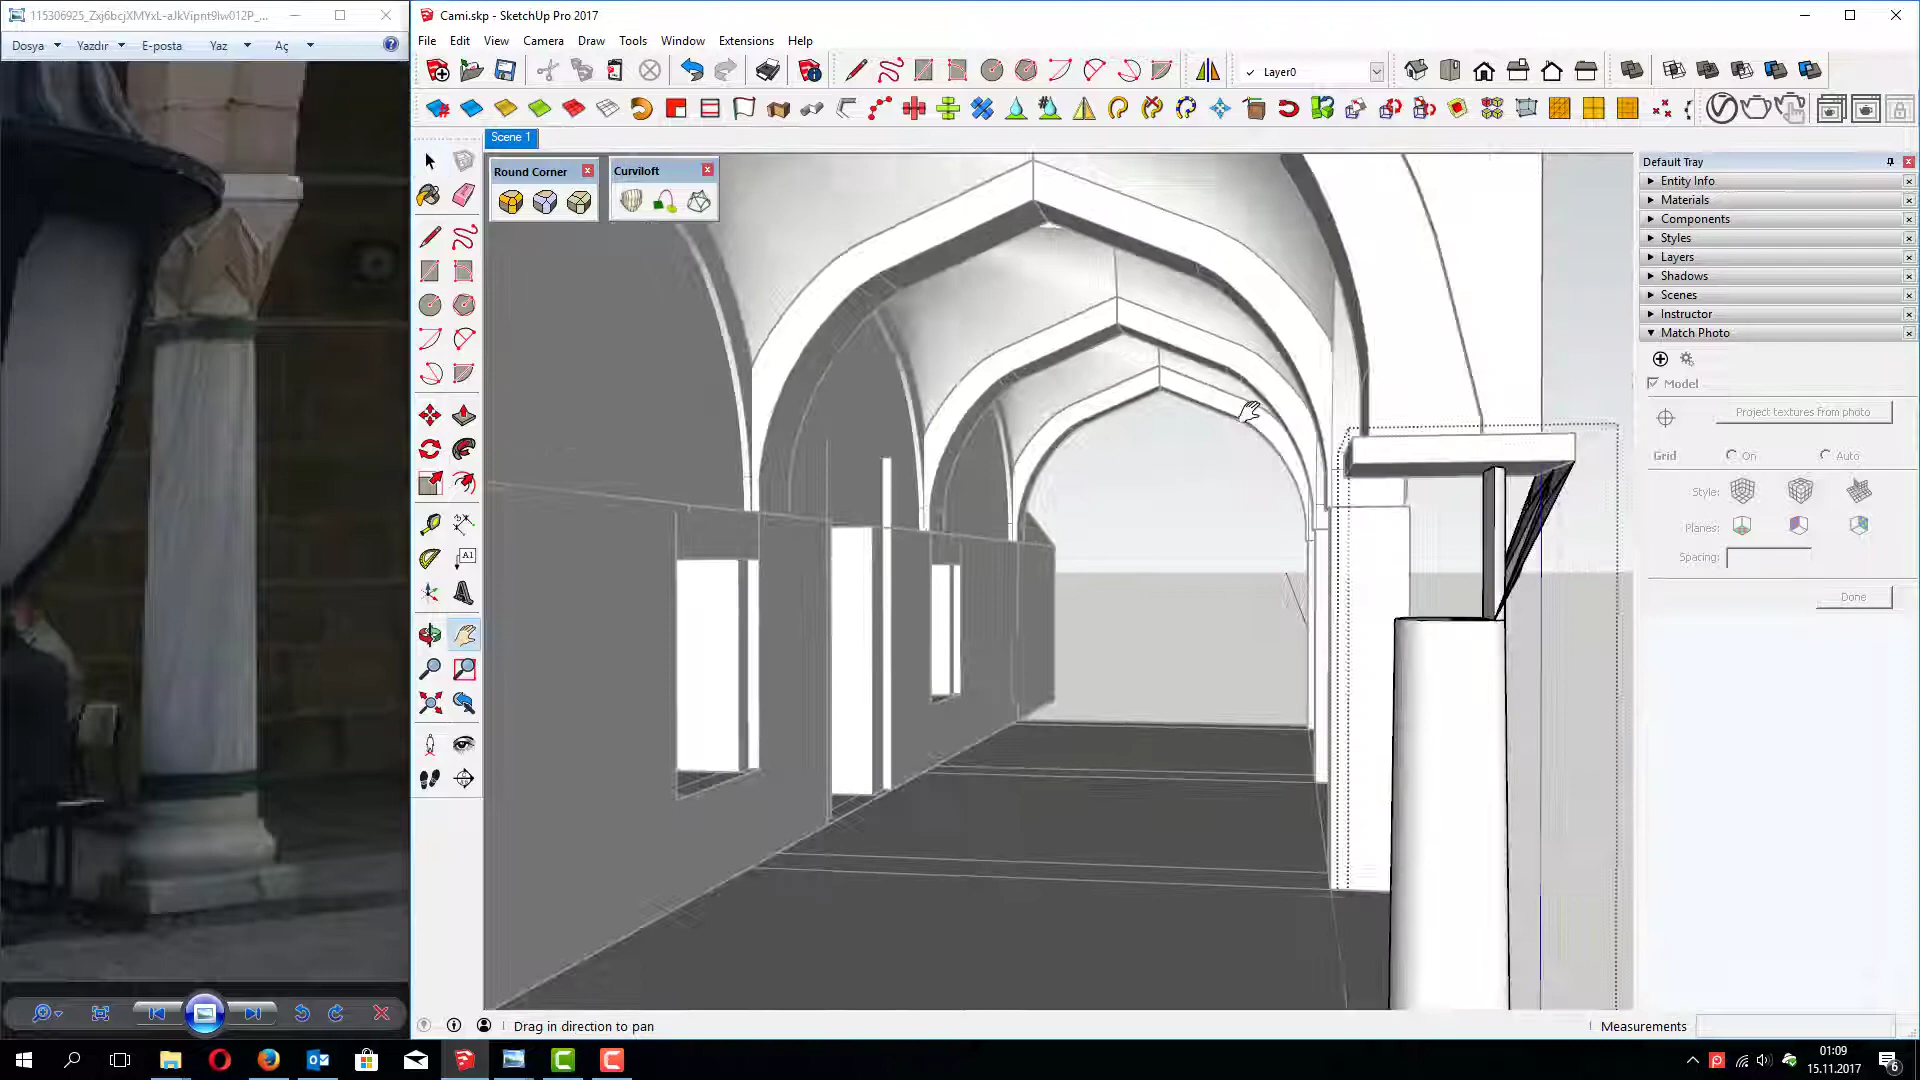 115306925_Zxj6bcjXMYxL-aJkVipnt9lw012P_...
Dosya
Yazdır
E-posta
Yaz
Aç
Cami.skp - SketchUp Pro 2017
File
Edit
View
Camera
Draw
Tools
Window
Extensions
Help
Layer0
Scene 1
Round Corner
Curviloft
Default Tray
Entity Info
Materials
Components
Styles
Layers
Shadows
Scenes
Instructor
Match Photo
Model
Project textures from photo
Grid
On
Auto
Style:
Planes:
Spacing:
Done
A1
Drag in direction to pan
Measurements
01:09
15.11.2017
6